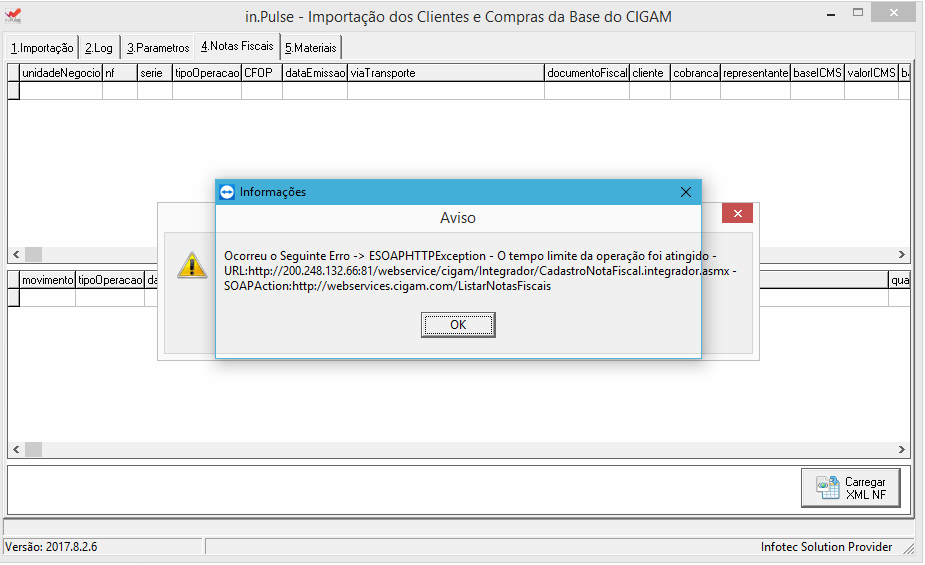 in.Pulse - Importação dos Clientes e Compras da Base do CIGAM
1.Importação 2.Log 3.Parametros 4.Notas Fiscais 5.Materiais
unidadeNegocio nf serie tipoOperacao CFOP dataEmissao viaTransporte documentoFiscal cliente cobranca representante baseICMS valorICMS ba
Informações
Aviso
Ocorreu o Seguinte Erro -> ESOAPHTTPException - O tempo limite da operação foi atingido -
URL:http://200.248.132.66:81/webservice/cigam/Integrador/CadastroNotaFiscal.integrador.asmx -
SOAPAction:http://webservices.cigam.com/ListarNotasFiscais
OK
movimento tipoOperacao da qua
Carregar
XML NF
Versão: 2017.8.2.6 Infotec Solution Provider